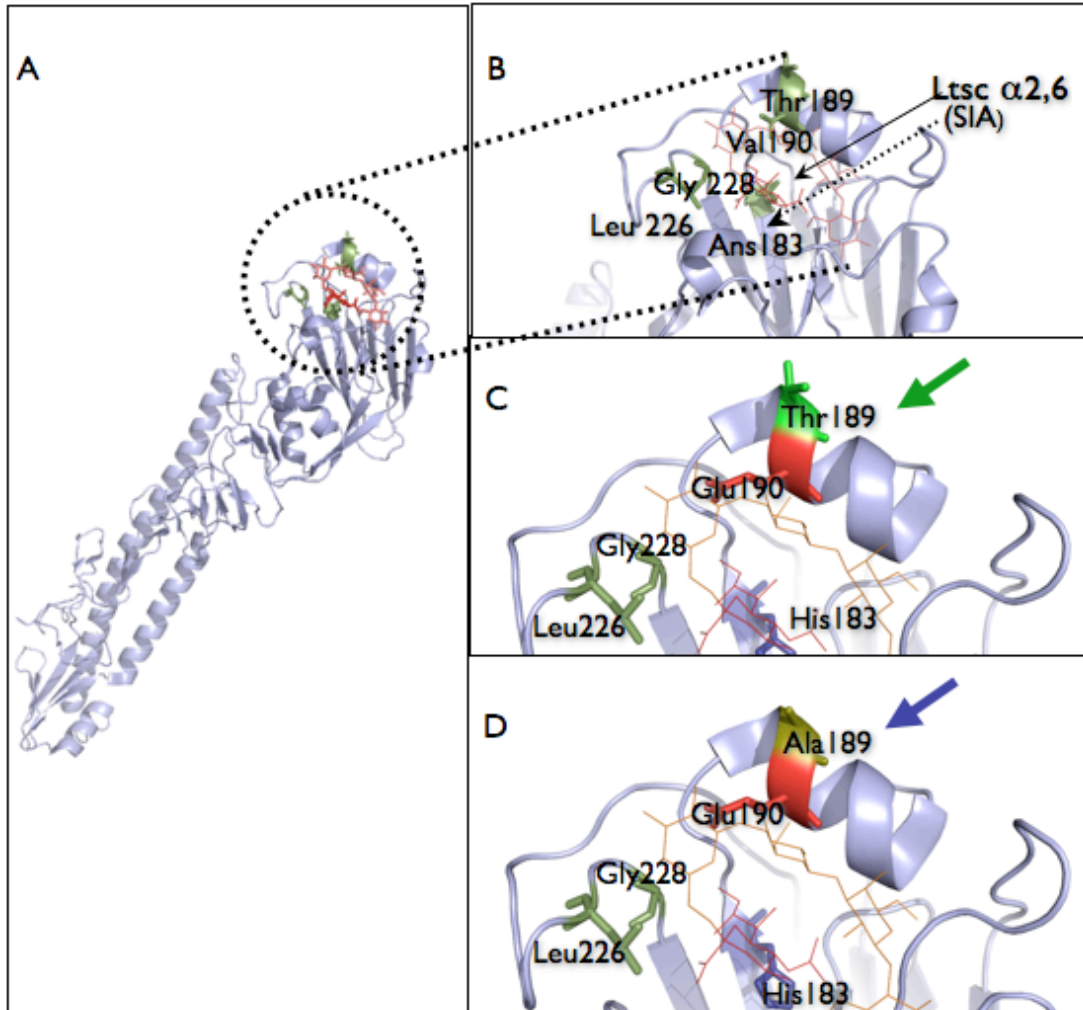 A
B
Thr189
Ltsc α2,6
(SIA)
Val190
Gly 228
Leu 226
Ans183
C
Thr189
Glu190
Gly228
His183
Leu226
D
Ala189
Glu190
Gly228
Leu226
His183